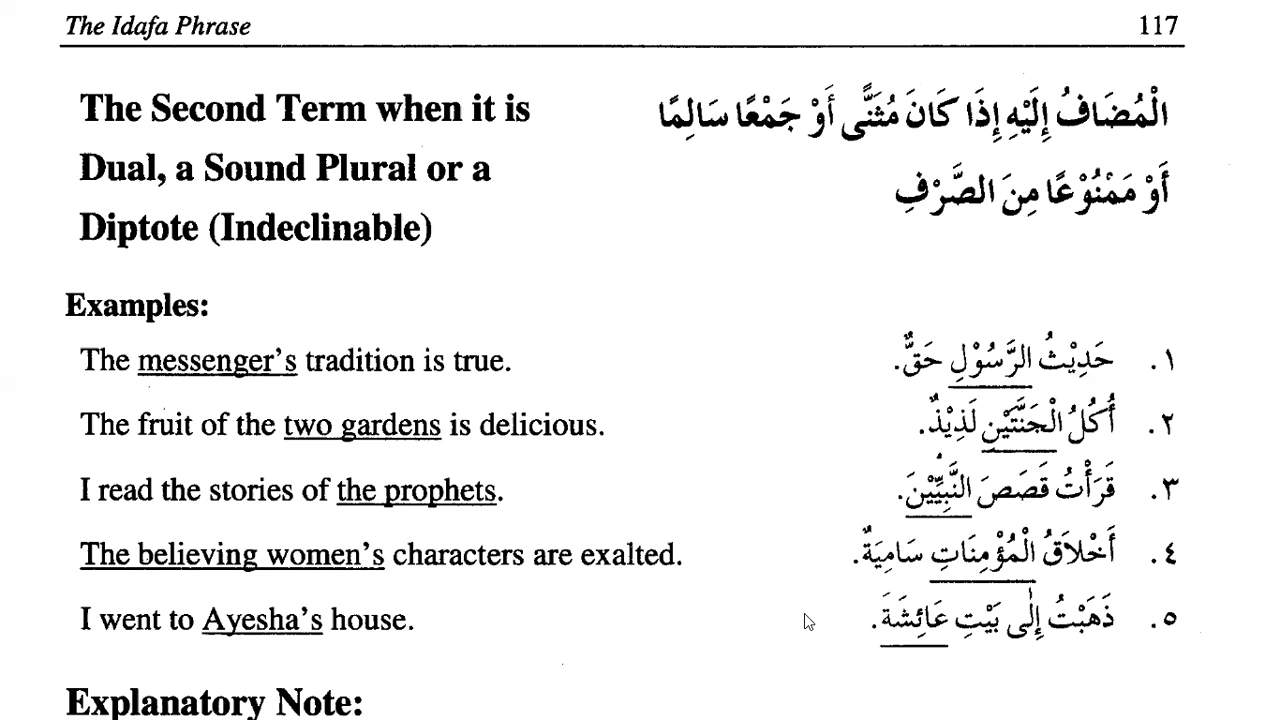 The Idafa Phrase 117
The Second Term when it is
Dual, a Sound Plural or a
Diptote (Indeclinable)
الْمُضَافُ إِلَيْهِ إِذَا كَانَ مُثَنًّى أَوْ جَمْعًا سَالِمًا
أَوْ مَمْنُوْعًا مِنَ الصَّرْفِ
Examples:
The messenger's tradition is true.
١. حَدِيْثُ الرَّسُوْلِ حَقٌّ.
The fruit of the two gardens is delicious.
٢. أُكُلُ الْجَنَّتَيْنِ لَذِيْذٌ.
I read the stories of the prophets.
٣. قَرَأْتُ قَصَصَ النَّبِيِّيْنَ.
The believing women's characters are exalted.
٤. أَخْلاَقُ الْمُؤْمِنَاتِ سَامِيَةٌ.
I went to Ayesha's house.
٥. ذَهَبْتُ إِلٰى بَيْتِ عَائِشَةَ.
Explanatory Note: